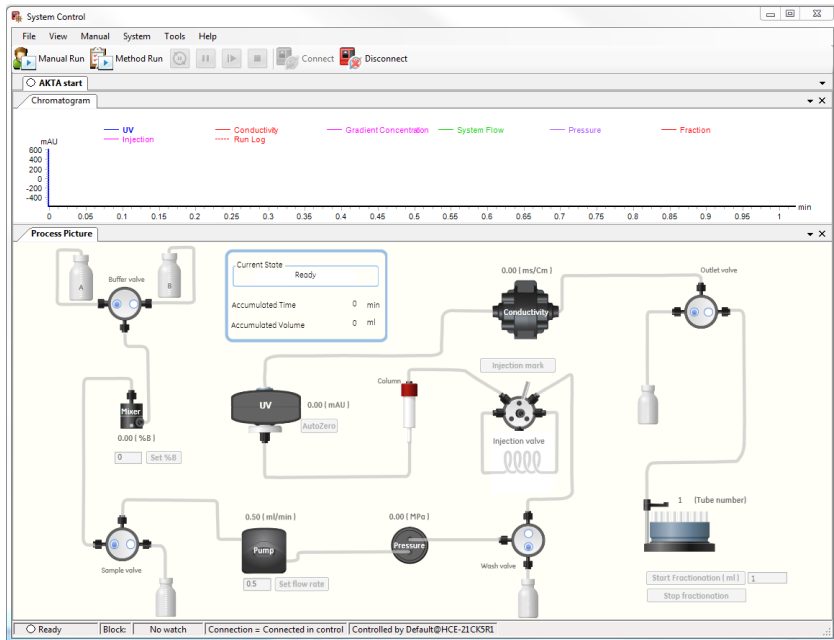 System Control
File View Manual System Tools Help
Manual Run Method Run Connect Disconnect
AKTA start
Chromatogram
UV Conductivity Gradient Concentration System Flow Pressure Fraction
Injection Run Log
mAU
600
400
200
0
-200
-400
min
0 0.05 0.1 0.15 0.2 0.25 0.3 0.35 0.4 0.45 0.5 0.55 0.6 0.65 0.7 0.75 0.8 0.85 0.9 0.95 1
Process Picture
Current State
Ready
Accumulated Time 0 min
Accumulated Volume 0 ml
Buffer valve
A B
0.00 ( ms/Cm )
Conductivity
Outlet valve
Injection mark
Column
UV
0.00 ( mAU )
AutoZero
Mixer
0.00 ( %B )
0 Set %B
Injection valve
0.50 ( ml/min )
Pump
0.5 Set flow rate
0.00 ( MPa )
Pressure
Sample valve
Wash valve
1 (Tube number)
Start Fractionation ( ml ) 1
Stop fractionation
Ready Block: No watch Connection = Connected in control Controlled by Default@HCE-21CK5R1